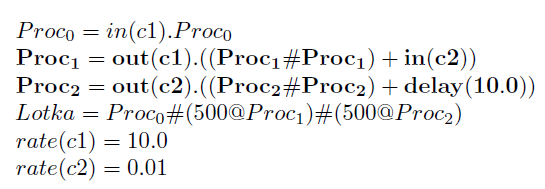 Proc₀ = in(c1).Proc₀
Proc₁ = out(c1).((Proc₁#Proc₁) + in(c2))
Proc₂ = out(c2).((Proc₂#Proc₂) + delay(10.0))
Lotka = Proc₀#(500@Proc₁)#(500@Proc₂)
rate(c1) = 10.0
rate(c2) = 0.01